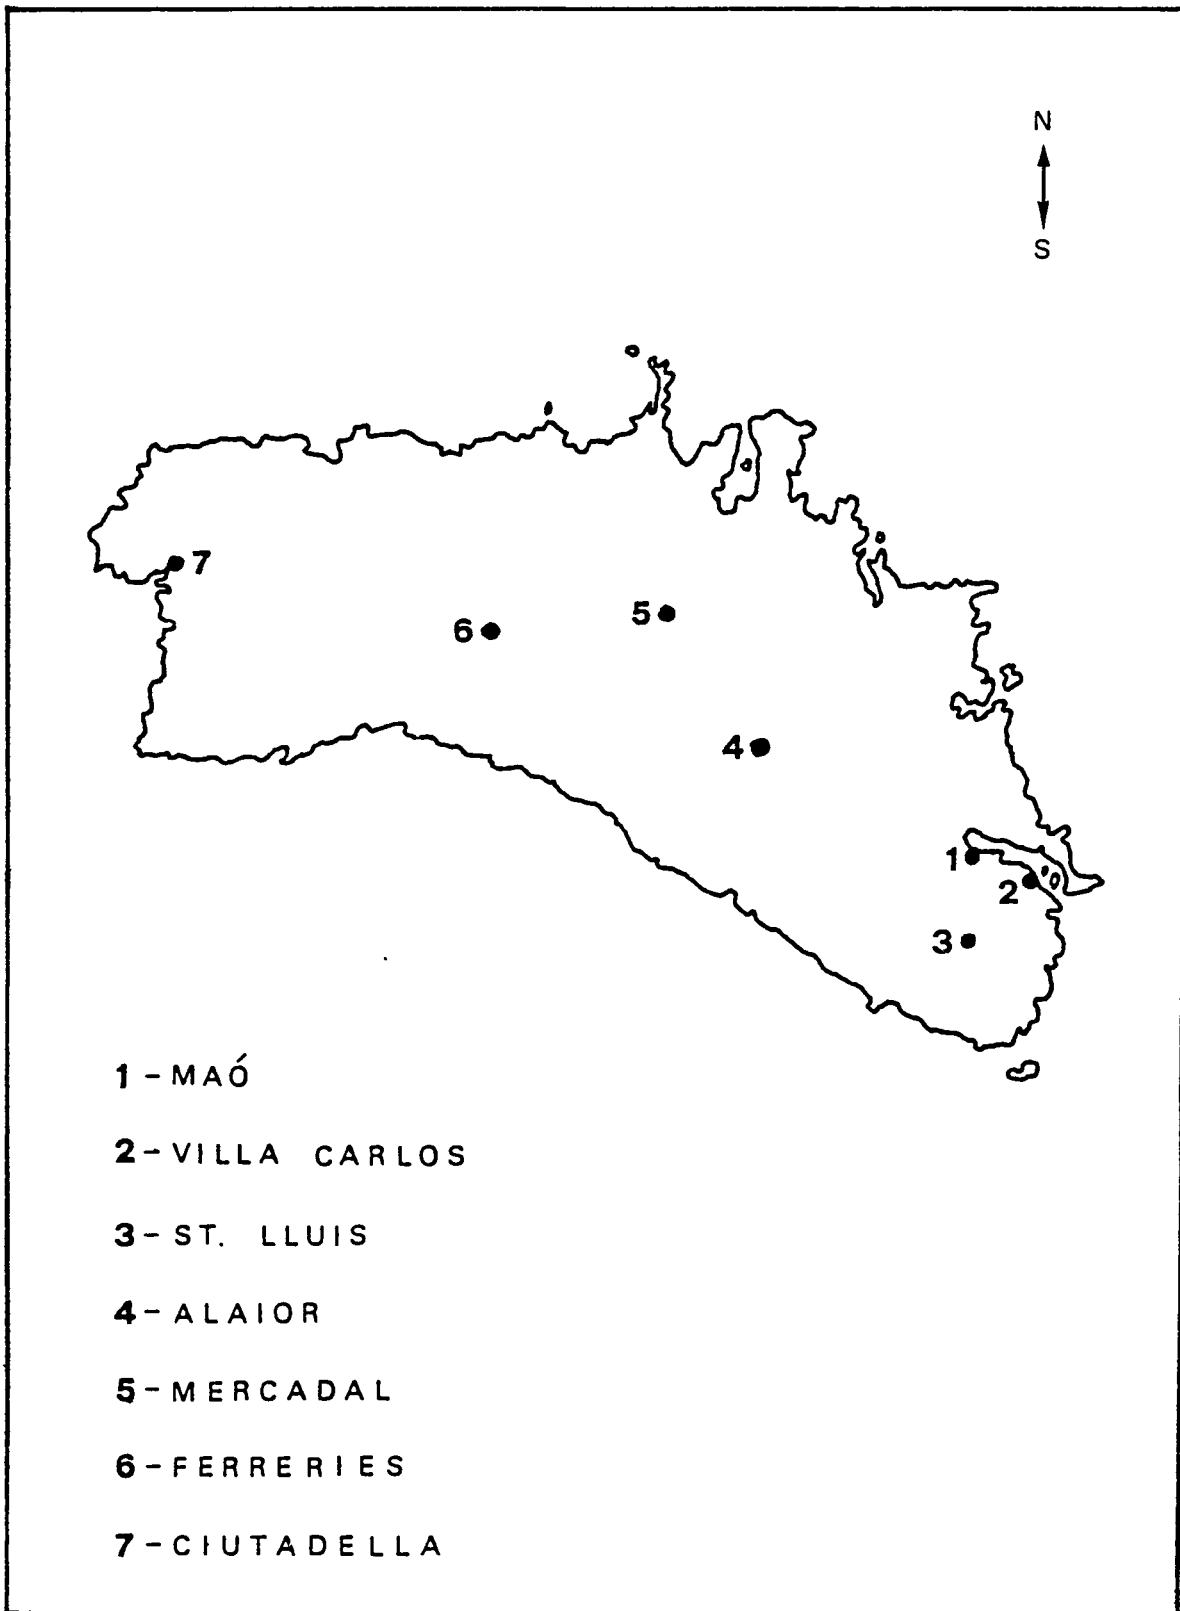 N
S
7
5
6
4
1
2
3
1 - MAÓ
2 - VILLA CARLOS
3 - ST. LLUIS
4 - ALAIOR
5 - MERCADAL
6 - FERRERIES
7 - CIUTADELLA